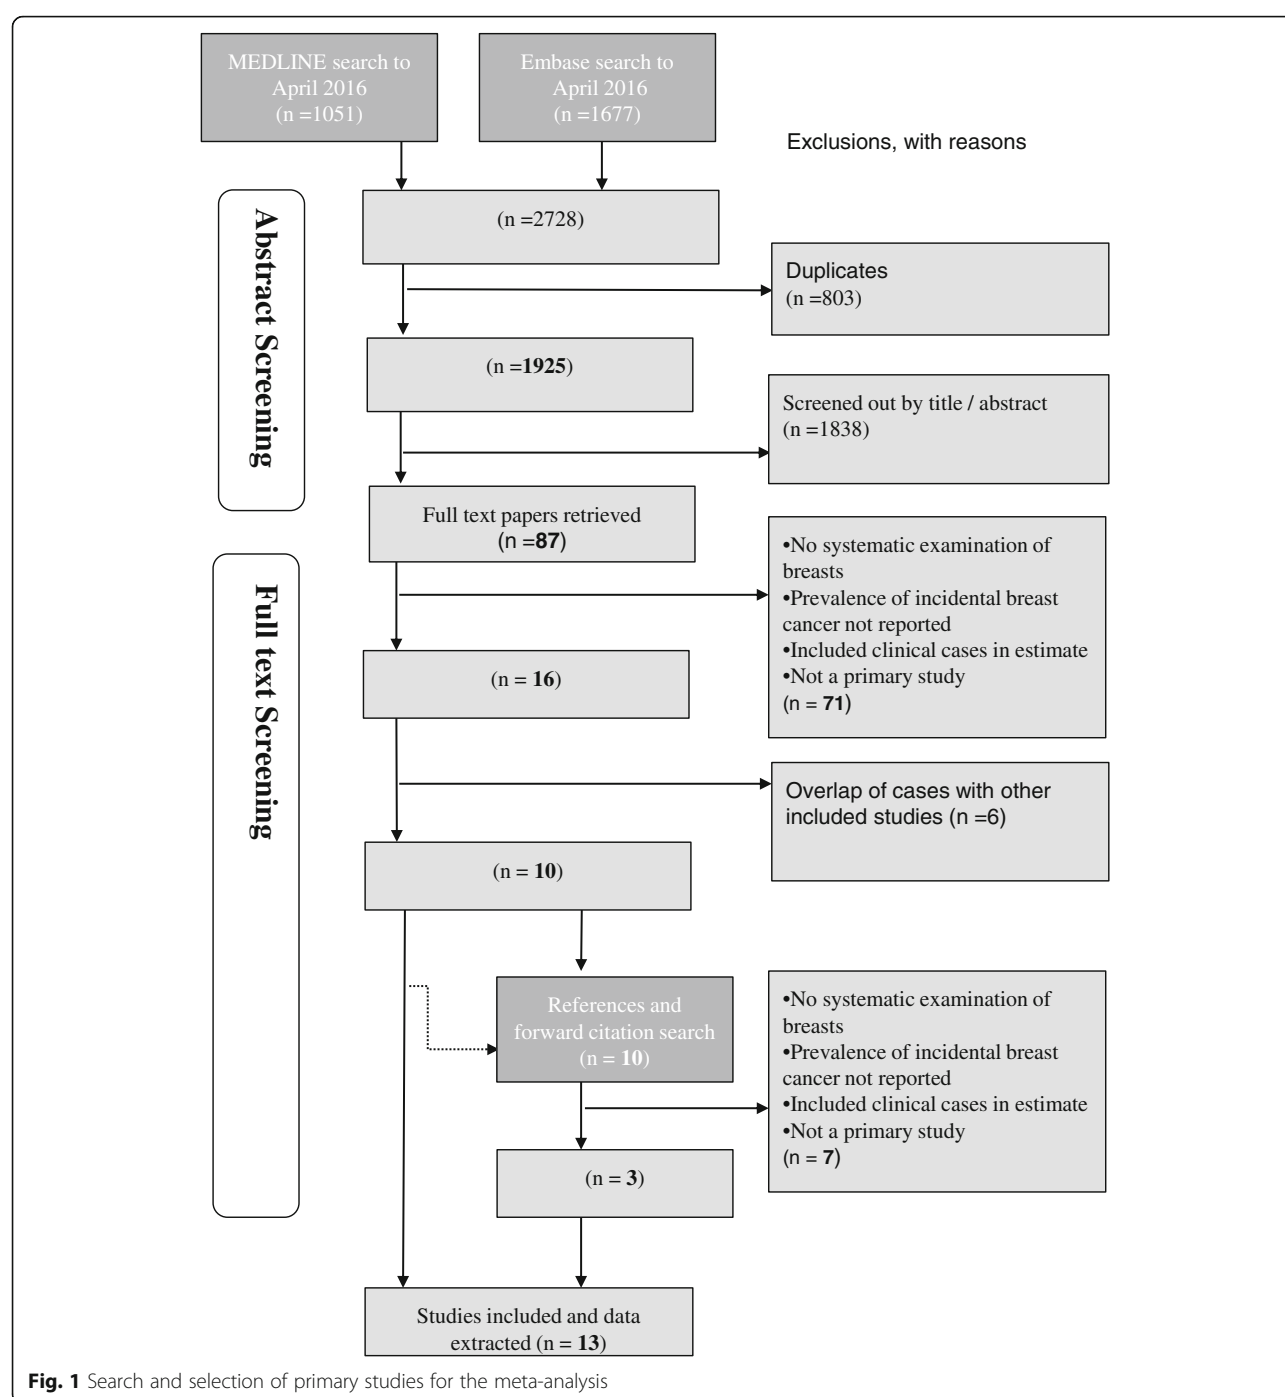 MEDLINE search to
April 2016
(n =1051)
Embase search to
April 2016
(n =1677)
Exclusions, with reasons
Abstract Screening
(n =2728)
Duplicates
(n =803)
(n =1925)
Screened out by title / abstract
(n =1838)
Full text papers retrieved
(n =87)
Full text Screening
•No systematic examination of
breasts
•Prevalence of incidental breast
cancer not reported
•Included clinical cases in estimate
•Not a primary study
(n = 71)
(n = 16)
Overlap of cases with other
included studies (n =6)
(n = 10)
References and
forward citation search
(n = 10)
•No systematic examination of
breasts
•Prevalence of incidental breast
cancer not reported
•Included clinical cases in estimate
•Not a primary study
(n = 7)
(n = 3)
Studies included and data
extracted (n = 13)
Fig. 1 Search and selection of primary studies for the meta-analysis